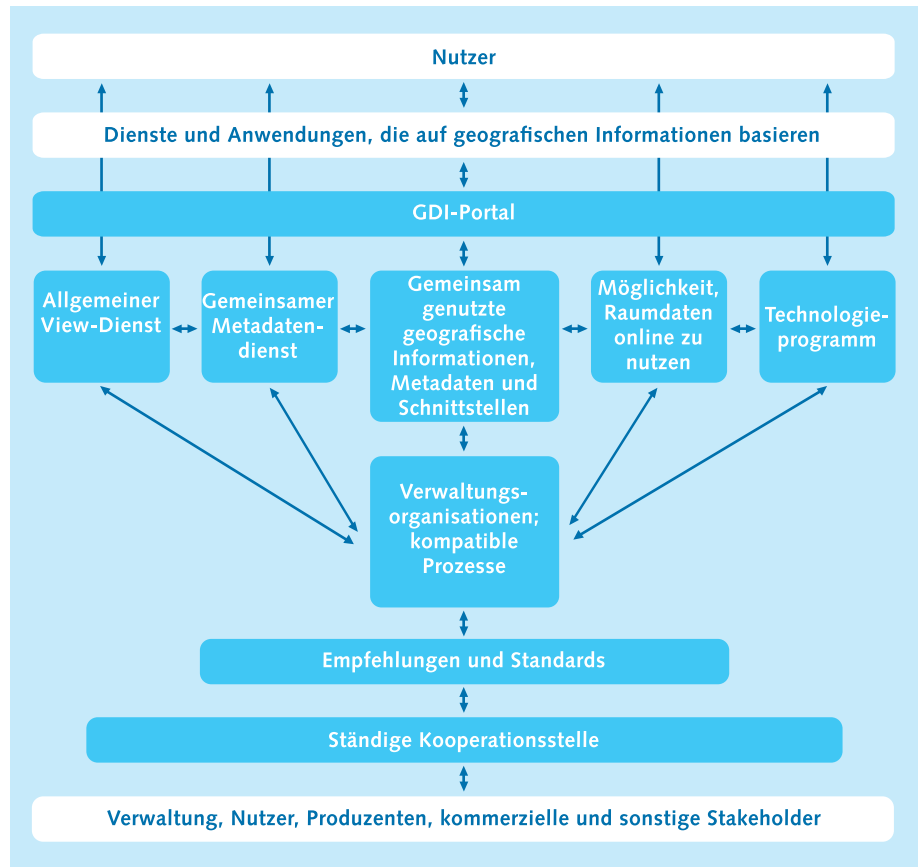 Nutzer
Dienste und Anwendungen, die auf geografischen Informationen basieren
GDI-Portal
Allgemeiner
View-Dienst
Gemeinsamer
Metadaten-
dienst
Gemeinsam
genutzte
geografische
Informationen,
Metadaten und
Schnittstellen
Möglichkeit,
Raumdaten
online zu
nutzen
Technologie-
programm
Verwaltungs-
organisationen;
kompatible
Prozesse
Empfehlungen und Standards
Ständige Kooperationsstelle
Verwaltung, Nutzer, Produzenten, kommerzielle und sonstige Stakeholder